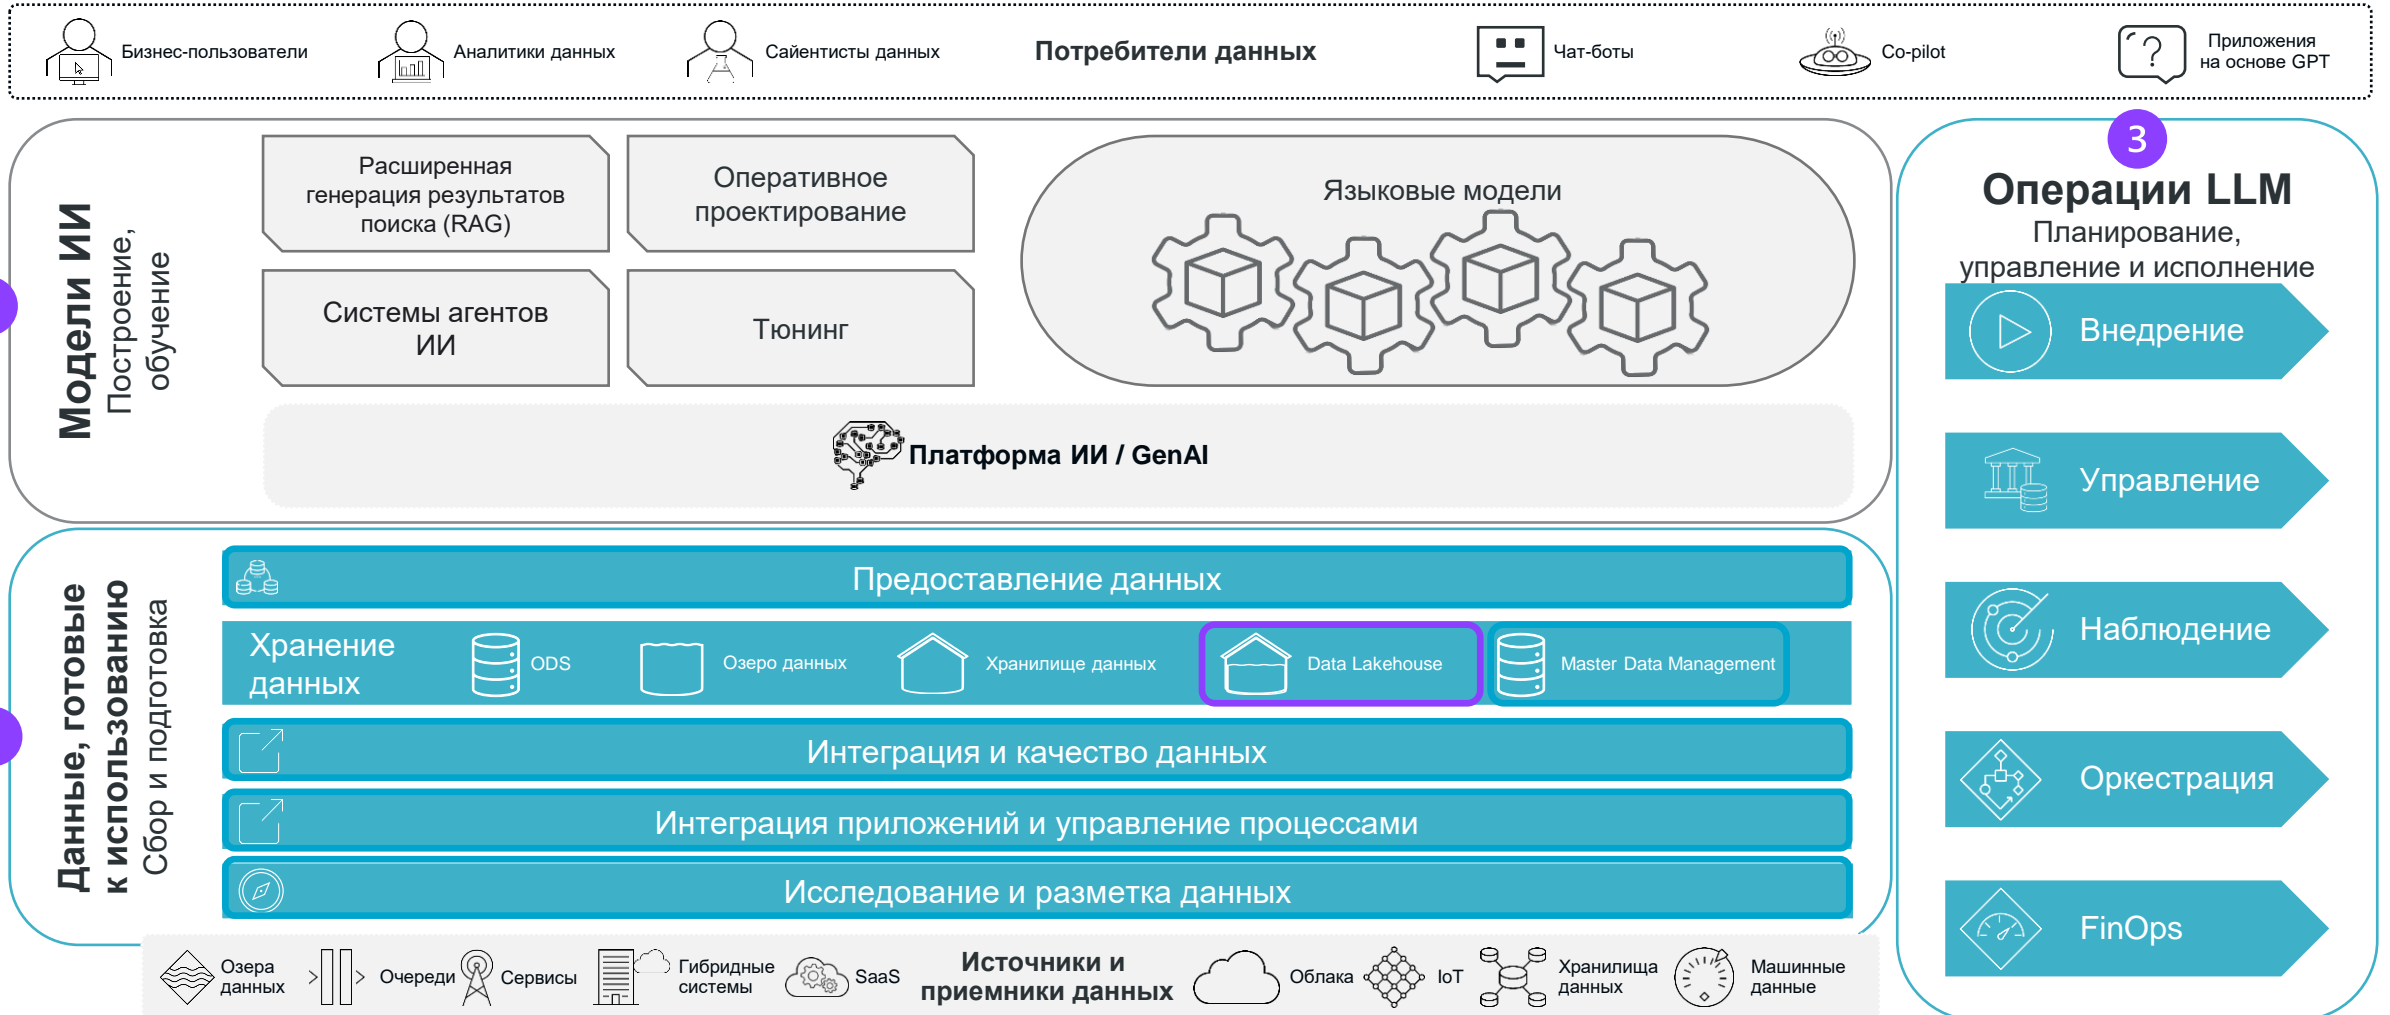 Бизнес-пользователи
Аналитики данных
Сайентисты данных
Потребители данных
Чат-боты
Co-pilot
Приложения
на основе GPT
Модели ИИ
Построение,
обучение
Расширенная
генерация результатов
поиска (RAG)
Оперативное
проектирование
Системы агентов
ИИ
Тюнинг
Языковые модели
Платформа ИИ / GenAI
3
Операции LLM
Планирование,
управление и исполнение
Внедрение
Управление
Наблюдение
Оркестрация
FinOps
Данные, готовые
к использованию
Сбор и подготовка
Предоставление данных
Хранение
данных
ODS
Озеро данных
Хранилище данных
Data Lakehouse
Master Data Management
Интеграция и качество данных
Интеграция приложений и управление процессами
Исследование и разметка данных
Озера
данных
Очереди
Сервисы
Гибридные
системы
SaaS
Источники и
приемники данных
Облака
IoT
Хранилища
данных
Машинные
данные